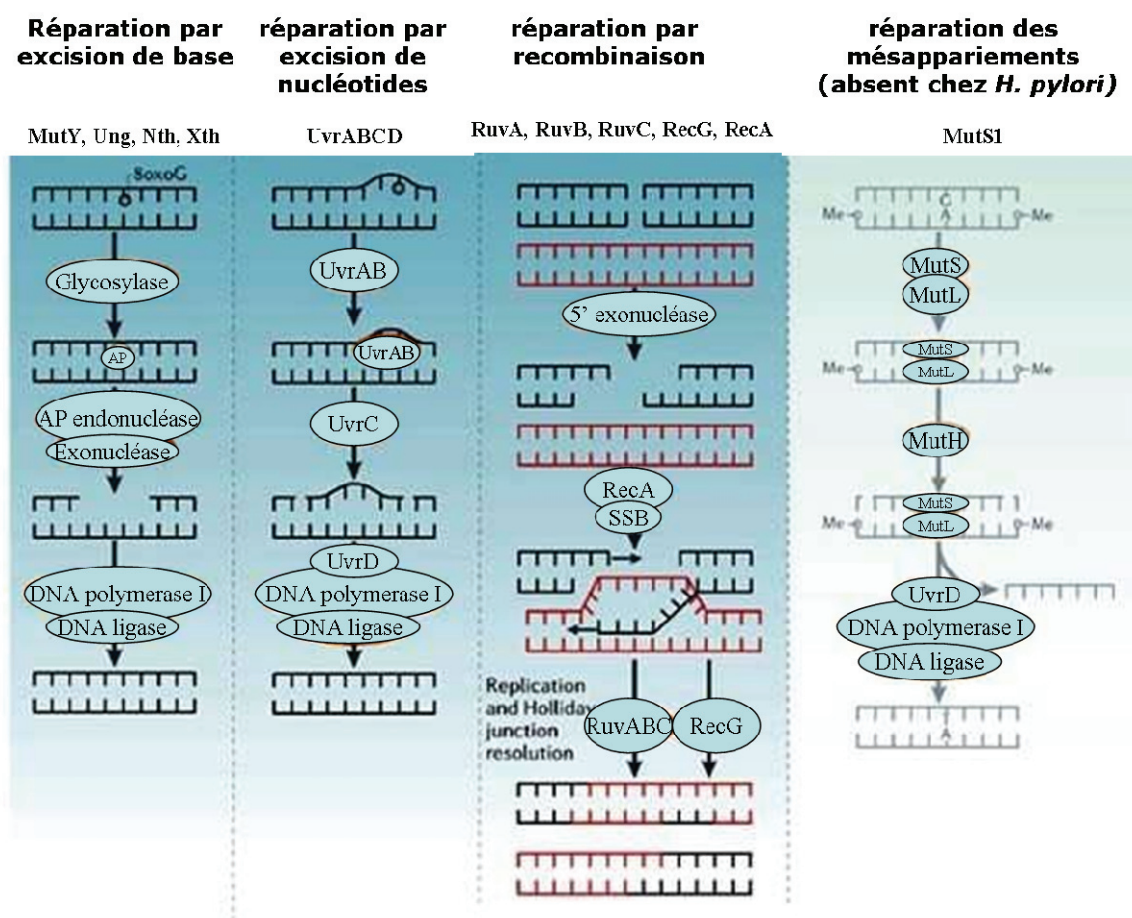 Réparation par
excision de base
MutY, Ung, Nth, Xth
8oxoG
Glycosylase
AP
AP endonucléase
Exonucléase
DNA polymerase I
DNA ligase
réparation par
excision de
nucléotides
UvrABCD
UvrAB
UvrAB
UvrC
UvrD
DNA polymerase I
DNA ligase
réparation par
recombinaison
RuvA, RuvB, RuvC, RecG, RecA
5' exonucléase
RecA
SSB
Replication
and Holliday
junction
resolution
RuvABC
RecG
réparation des
mésappariements
(absent chez H. pylori)
MutS1
C
Me A Me
MutS
MutL
MutS
Me MutL Me
MutH
MutS
Me MutL Me
UvrD
DNA polymerase I
DNA ligase
A